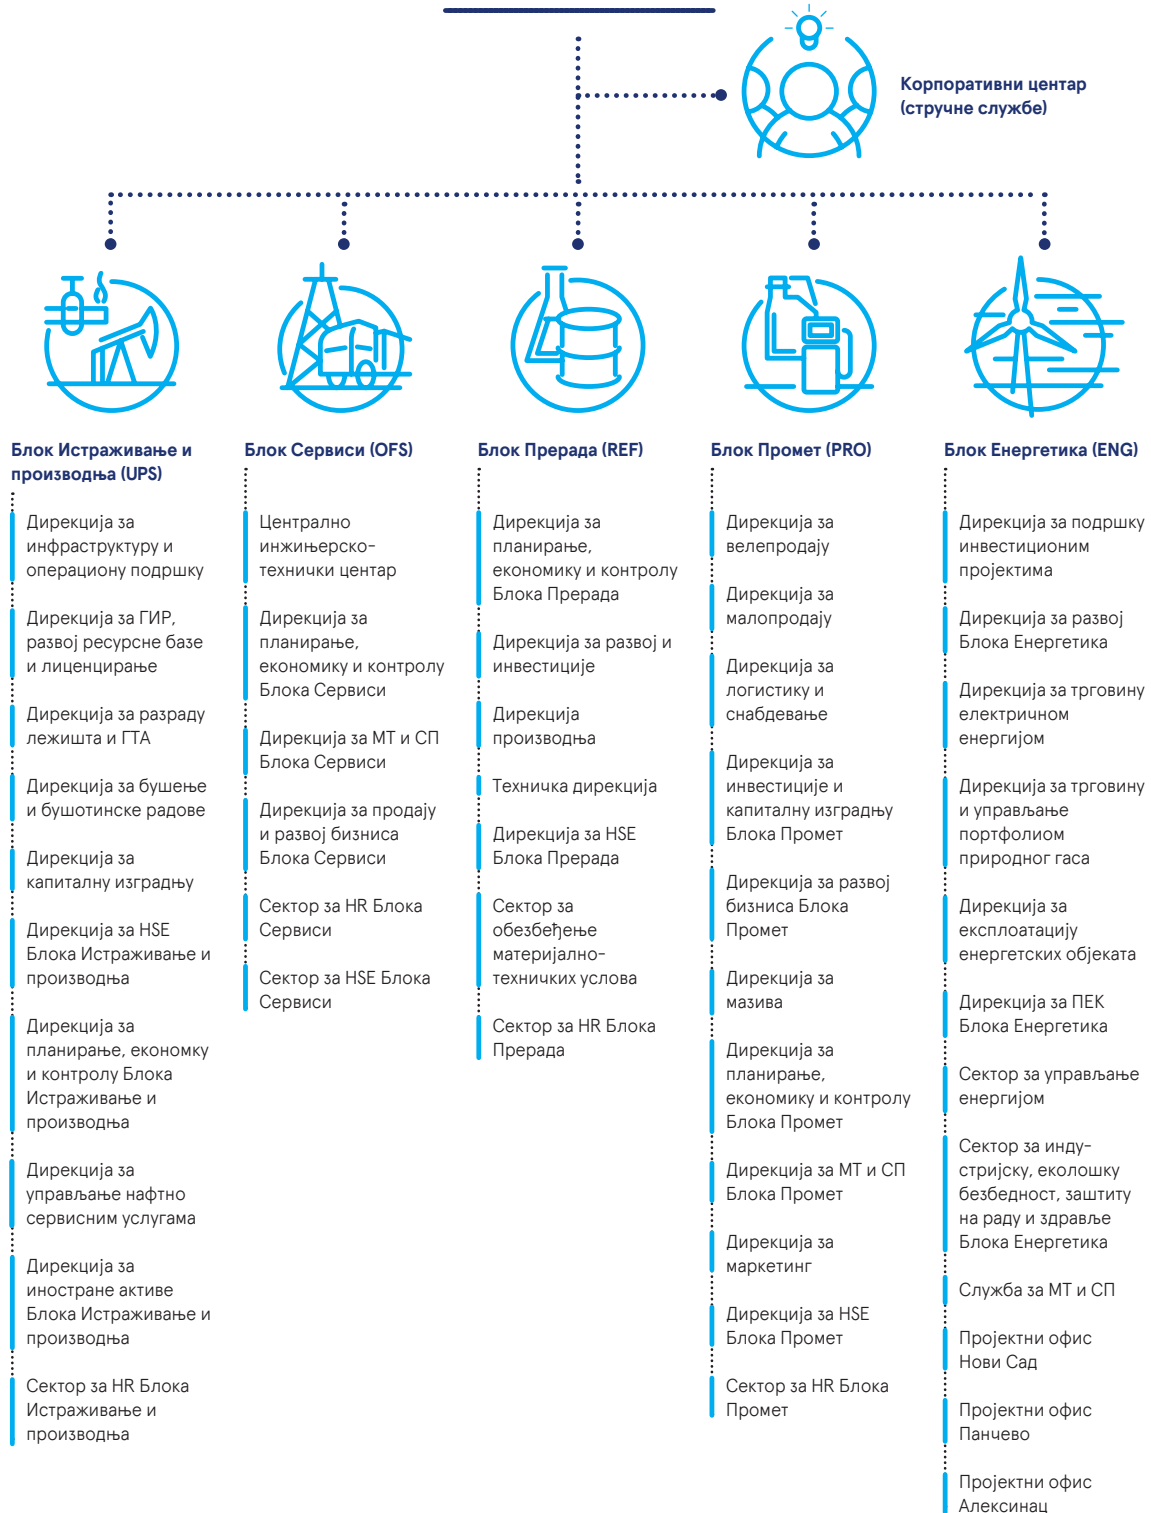 Корпоративни центар
(стручне службе)
Блок Истраживање и
производња (UPS)
Дирекција за
инфраструктуру и
операциону подршку
Дирекција за ГИР,
развој ресурсне базе
и лиценцирање
Дирекција за разраду
лежишта и ГТА
Дирекција за бушење
и бушотинске радове
Дирекција за
капиталну изградњу
Дирекција за HSE
Блока Истраживање и
производња
Дирекција за
планирање, економку
и контролу Блока
Истраживање и
производња
Дирекција за
управљање нафтно
сервисним услугама
Дирекција за
иностране активе
Блока Истраживање и
производња
Сектор за HR Блока
Истраживање и
производња
Блок Сервиси (OFS)
Централно
инжињерско-
технички центар
Дирекција за
планирање,
економику и контролу
Блока Сервиси
Дирекција за МТ и СП
Блока Сервиси
Дирекција за продају
и развој бизниса
Блока Сервиси
Сектор за HR Блока
Сервиси
Сектор за HSE Блока
Сервиси
Блок Прерада (REF)
Дирекција за
планирање,
економику и контролу
Блока Прерада
Дирекција за развој и
инвестиције
Дирекција
производња
Техничка дирекција
Дирекција за HSE
Блока Прерада
Сектор за
обезбеђење
материјално-
техничких услова
Сектор за HR Блока
Прерада
Блок Промет (PRO)
Дирекција за
велепродају
Дирекција за
малопродају
Дирекција за
логистику и
снабдевање
Дирекција за
инвестиције и
капиталну изградњу
Блока Промет
Дирекција за развој
бизниса Блока
Промет
Дирекција за
мазива
Дирекција за
планирање,
економику и контролу
Блока Промет
Дирекција за МТ и СП
Блока Промет
Дирекција за
маркетинг
Дирекција за HSE
Блока Промет
Сектор за HR Блока
Промет
Блок Енергетика (ENG)
Дирекција за подршку
инвестиционим
пројектима
Дирекција за развој
Блока Енергетика
Дирекција за трговину
електричном
енергијом
Дирекција за трговину
и управљање
портфолиом
природног гаса
Дирекција за
експлоатацију
енергетских објеката
Дирекција за ПЕК
Блока Енергетика
Сектор за управљање
енергијом
Сектор за инду-
стријску, еколошку
безбедност, заштиту
на раду и здравље
Блока Енергетика
Служба за МТ и СП
Пројектни офис
Нови Сад
Пројектни офис
Панчево
Пројектни офис
Алексинац